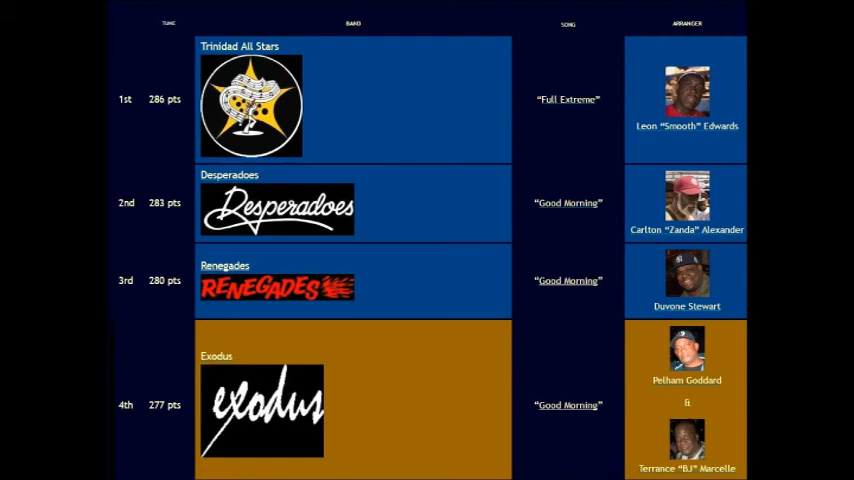 TUNE BAND SONG ARRANGER
Trinidad All Stars
1st 286 pts “Full Extreme” Leon “Smooth” Edwards
Desperadoes
Desperadoes
2nd 283 pts “Good Morning” Carlton “Zanda” Alexander
Renegades
RENEGADES
3rd 280 pts “Good Morning” Duvone Stewart
Exodus
exodus
4th 277 pts “Good Morning” Pelham Goddard
&
Terrance “BJ” Marcelle